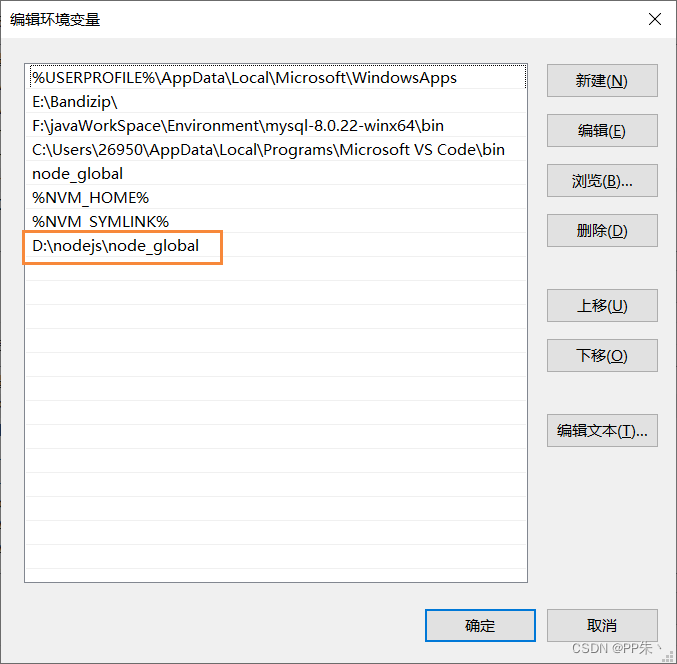 编辑环境变量
%USERPROFILE%\AppData\Local\Microsoft\WindowsApps
E:\Bandizip\
F:\javaWorkSpace\Environment\mysql-8.0.22-winx64\bin
C:\Users\26950\AppData\Local\Programs\Microsoft VS Code\bin
node_global
%NVM_HOME%
%NVM_SYMLINK%
D:\nodejs\node_global
新建(N)
编辑(E)
浏览(B)...
删除(D)
上移(U)
下移(O)
编辑文本(T)...
确定
取消
CSDN @PP朱丶